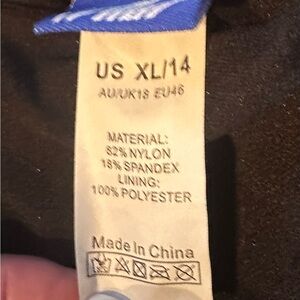 US XL/14
AU/UK18 EU46
MATERIAL:
82% NYLON
18% SPANDEX
LINING:
100% POLYESTER
Made In China